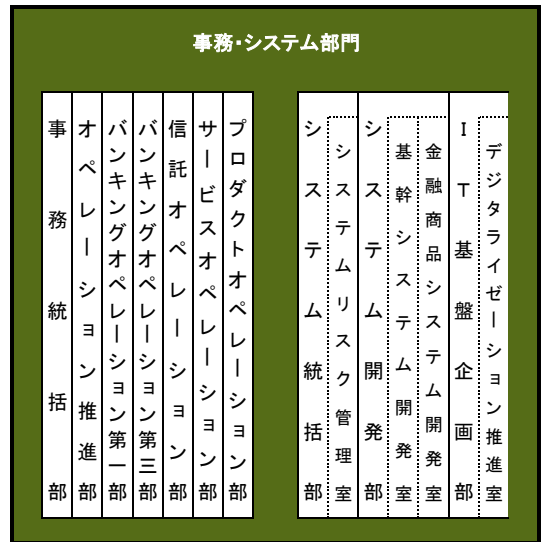 事務・システム部門
事務統括部
オペレーション推進部
バンキングオペレーション第一部
バンキングオペレーション第三部
信託オペレーション部
サービスオペレーション部
プロダクトオペレーション部
システム統括部
システムリスク管理室
システム開発部
基幹システム開発室
金融商品システム開発室
IT基盤企画部
デジタライゼーション推進室